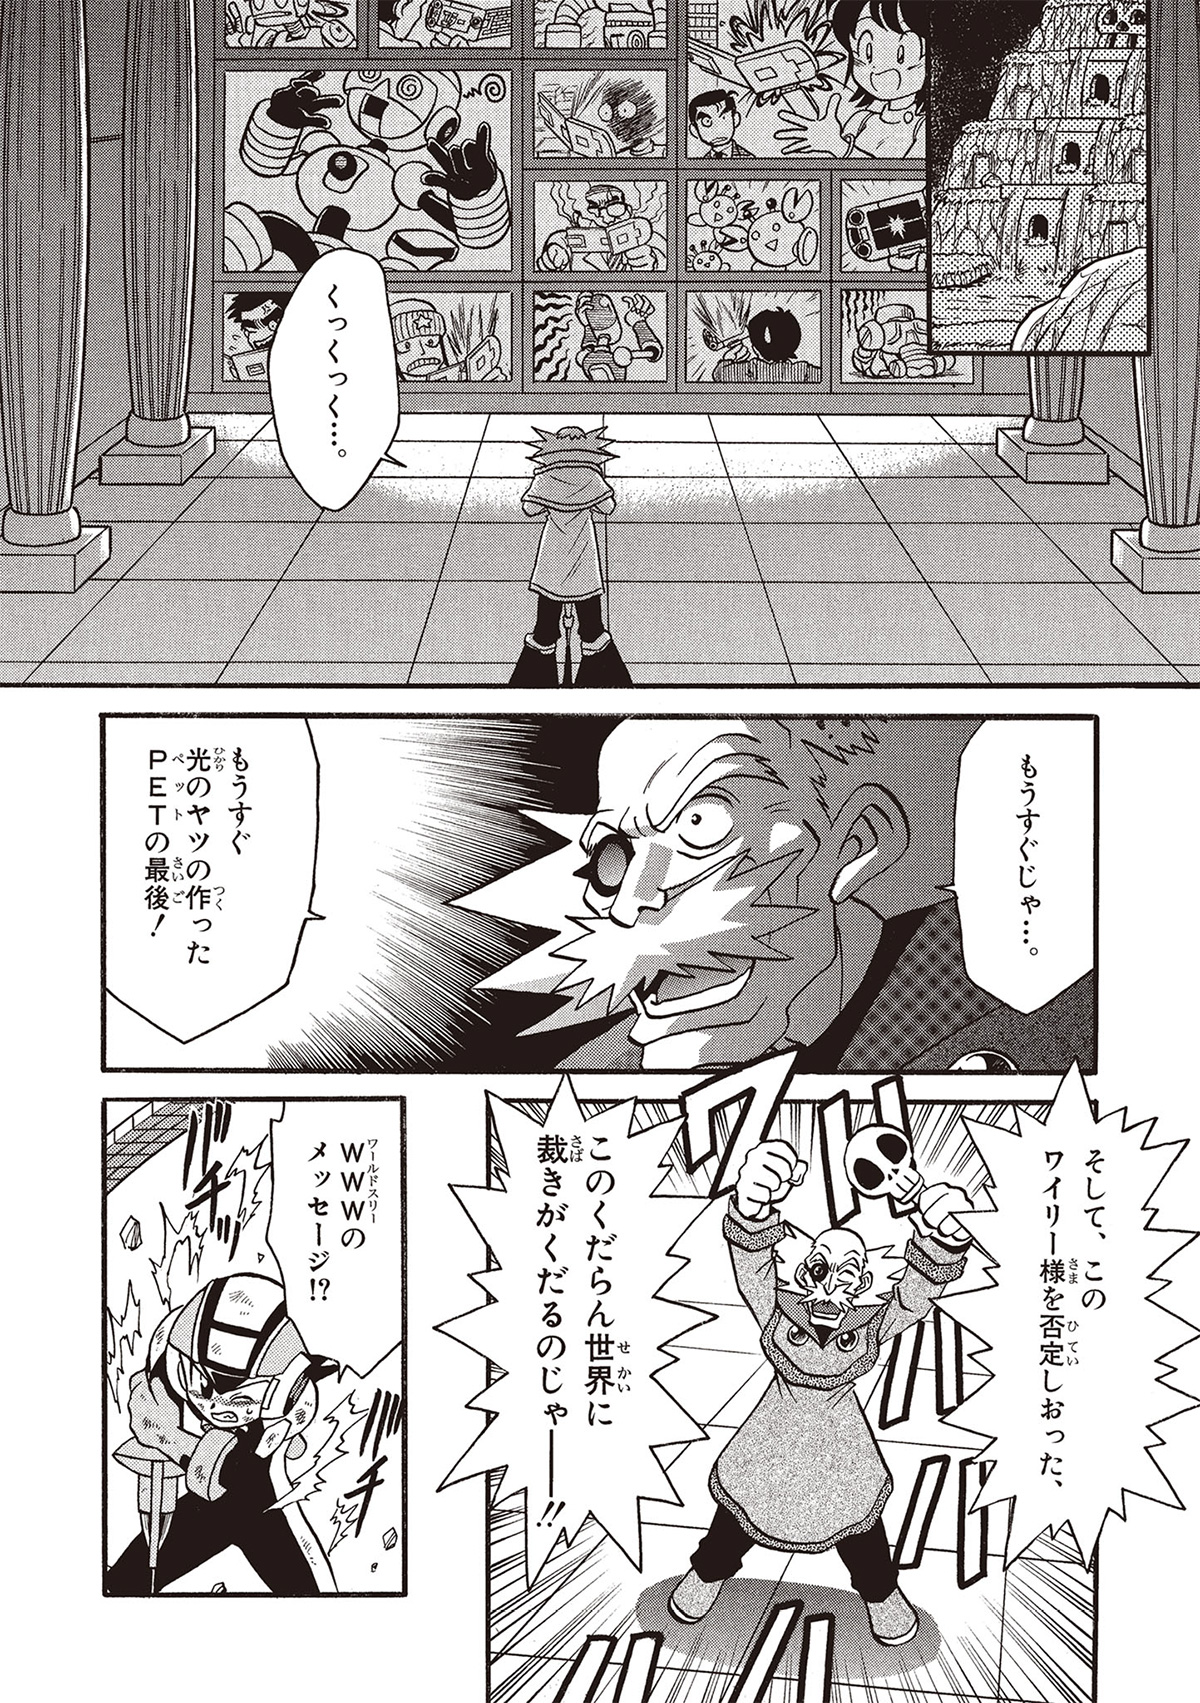 くっくっく…。
もうすぐじゃ…。
もうすぐ
光のヤツの作った
PETの最後!
そして、この
ワイリー様を否定しおった、
このくだらん世界に
裁きがくだるのじゃ――!!
ワハハハハハハ
WWWの
メッセージ!?
バチ
バチ